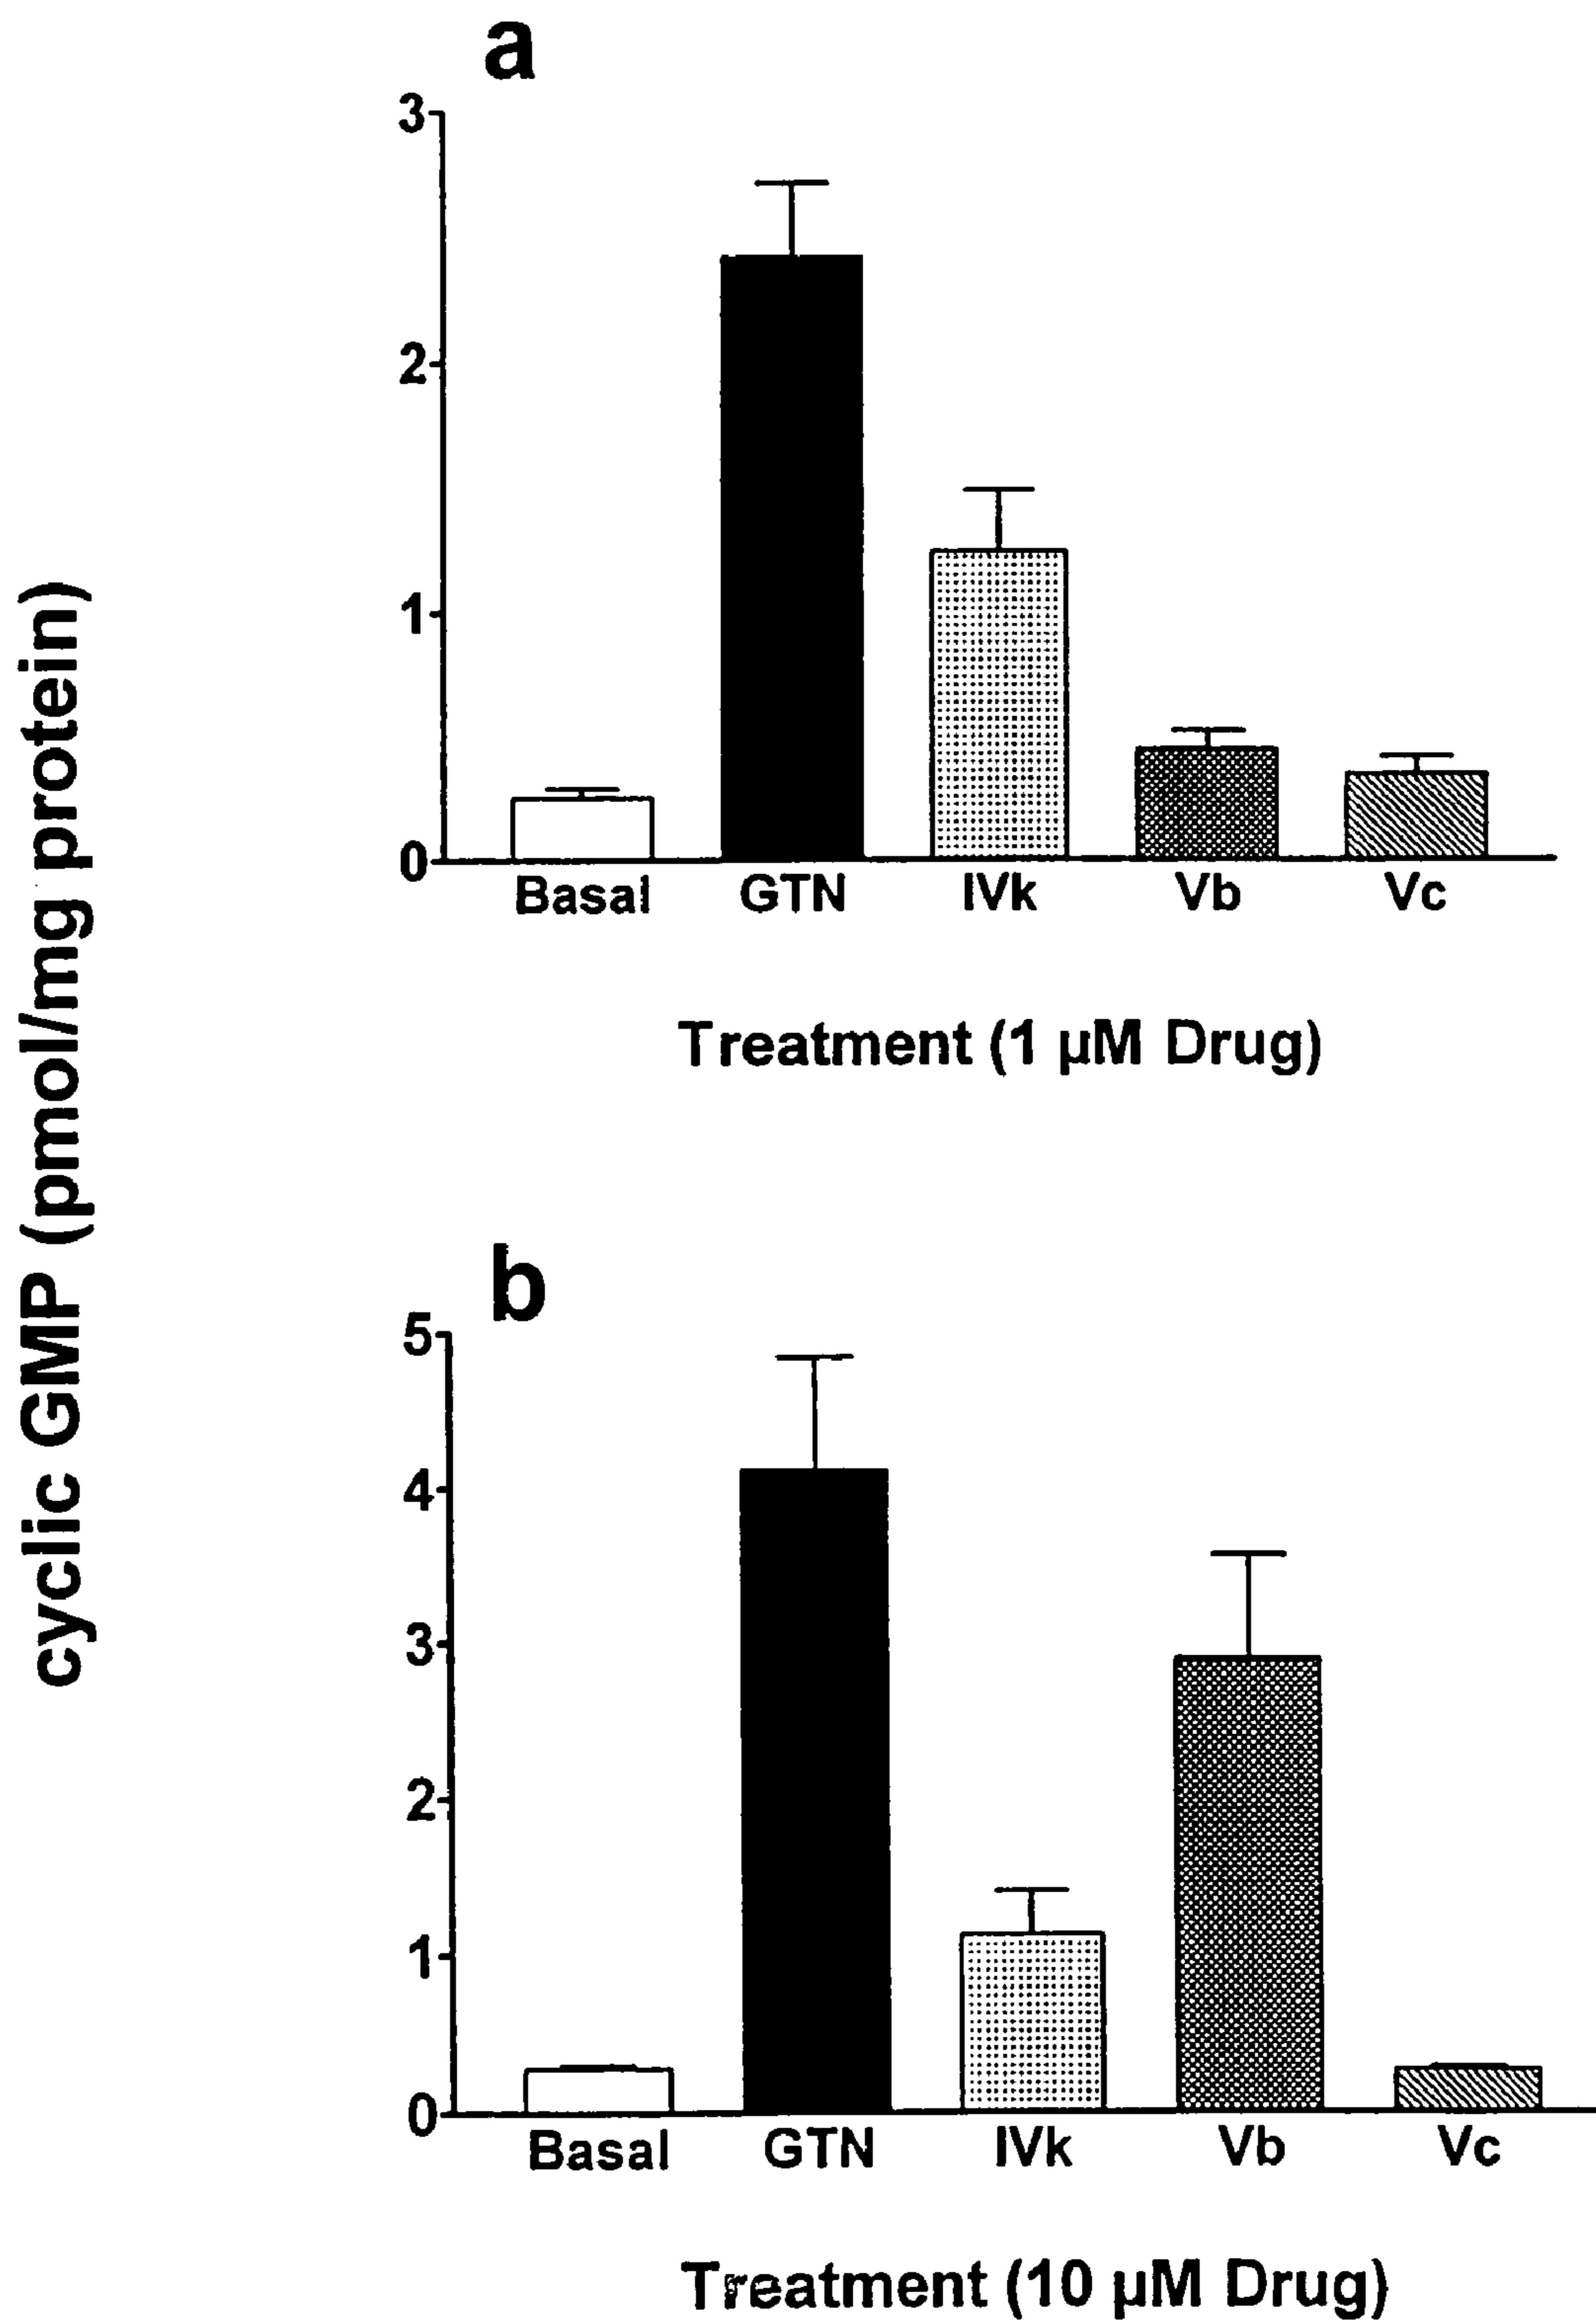 a
cyclic GMP (pmol/mg protein)
3
2
1
0
Basal GTN IVk Vb Vc
Treatment (1 µM Drug)
b
5
4
3
2
1
0
Basal GTN IVk Vb Vc
Treatment (10 µM Drug)